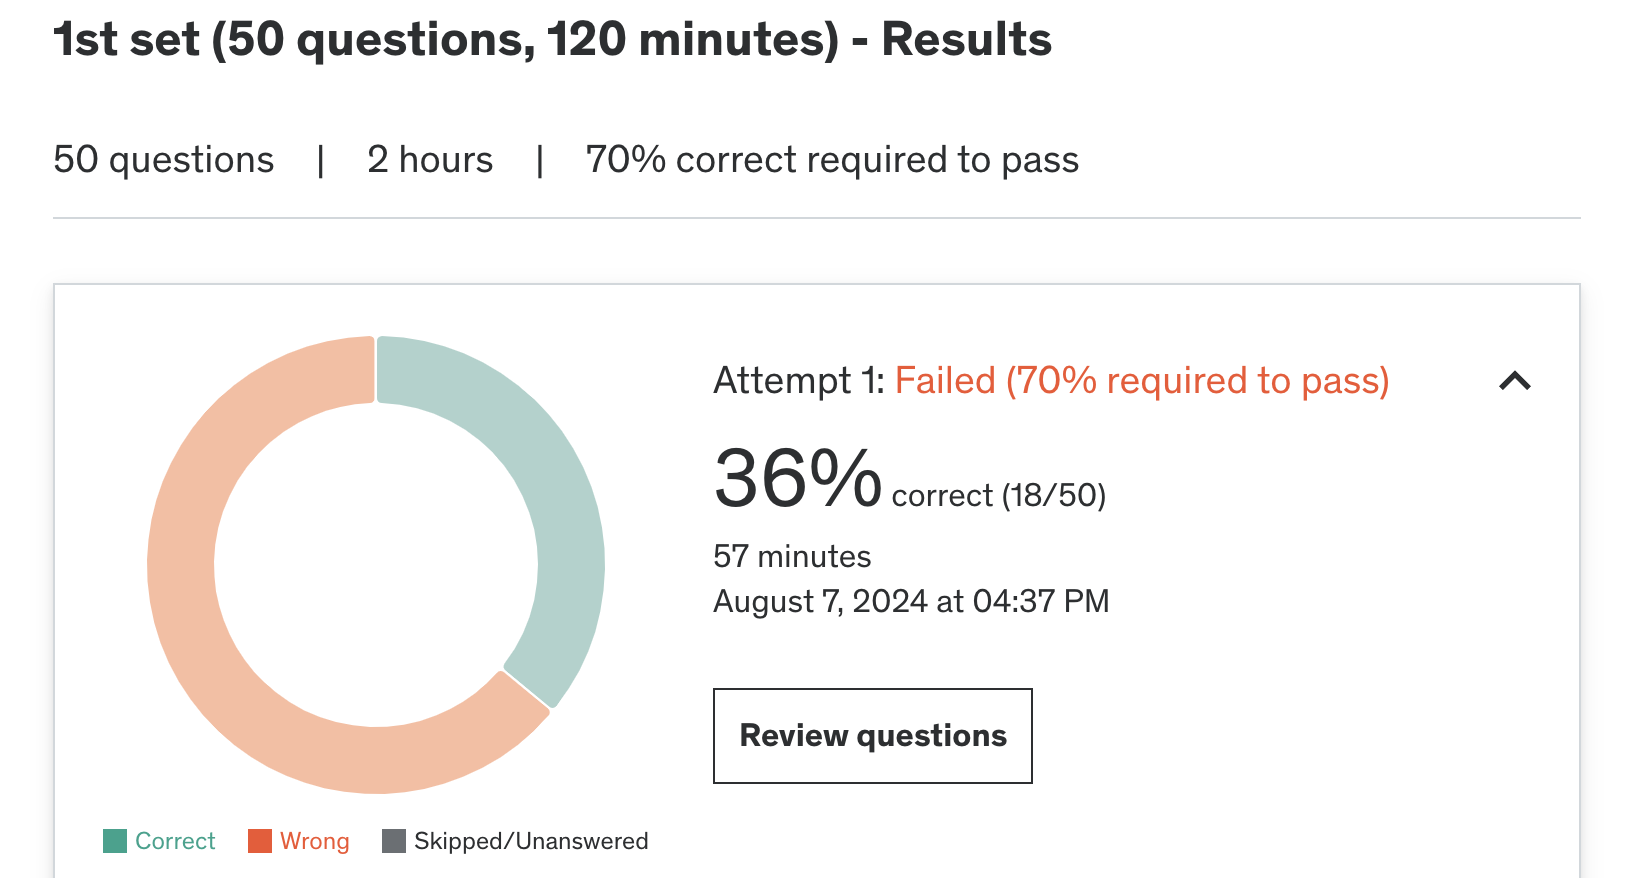 1st set (50 questions, 120 minutes) - Results
50 questions | 2 hours | 70% correct required to pass
Attempt 1: Failed (70% required to pass)
36% correct (18/50)
57 minutes
August 7, 2024 at 04:37 PM
Review questions
Correct Wrong Skipped/Unanswered